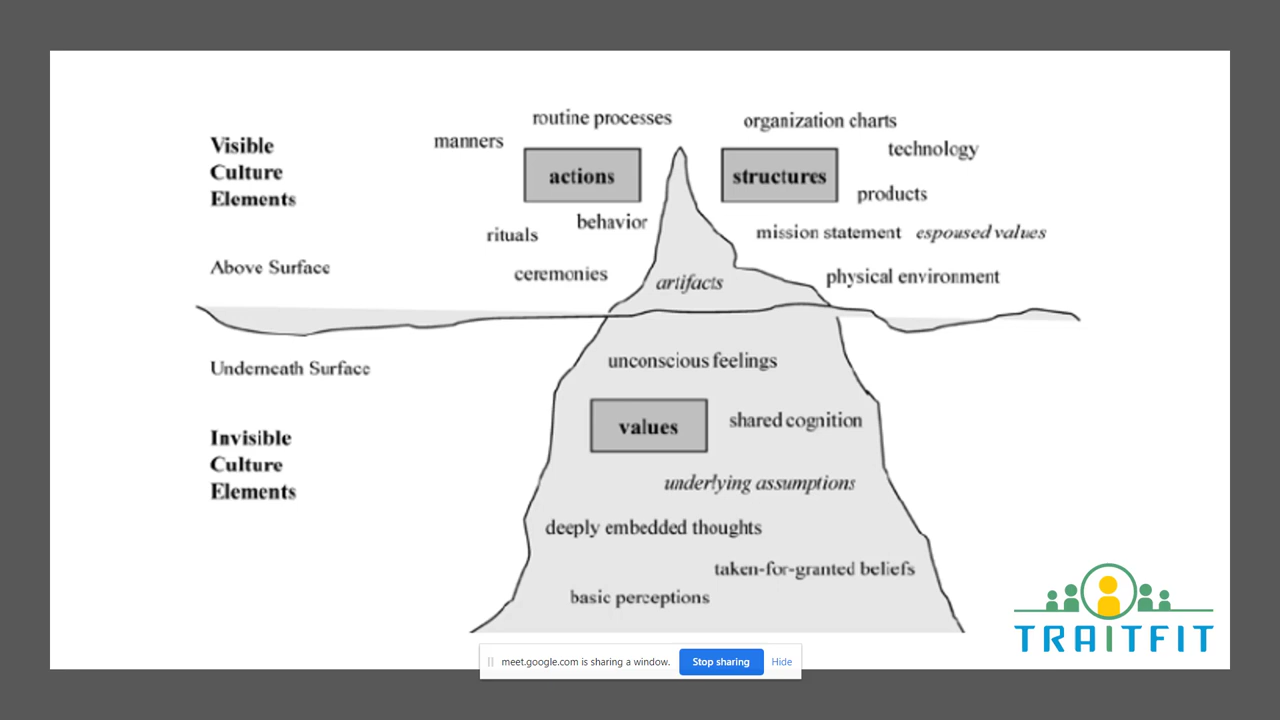 routine processes
organization charts
manners
technology
Visible
Culture
Elements
actions
structures
products
behavior
rituals
mission statement espoused values
Above Surface
ceremonies
artifacts
physical environment
Underneath Surface
unconscious feelings
values
shared cognition
Invisible
Culture
Elements
underlying assumptions
deeply embedded thoughts
taken-for-granted beliefs
basic perceptions
TRAITFIT
meet.google.com is sharing a window. Stop sharing Hide